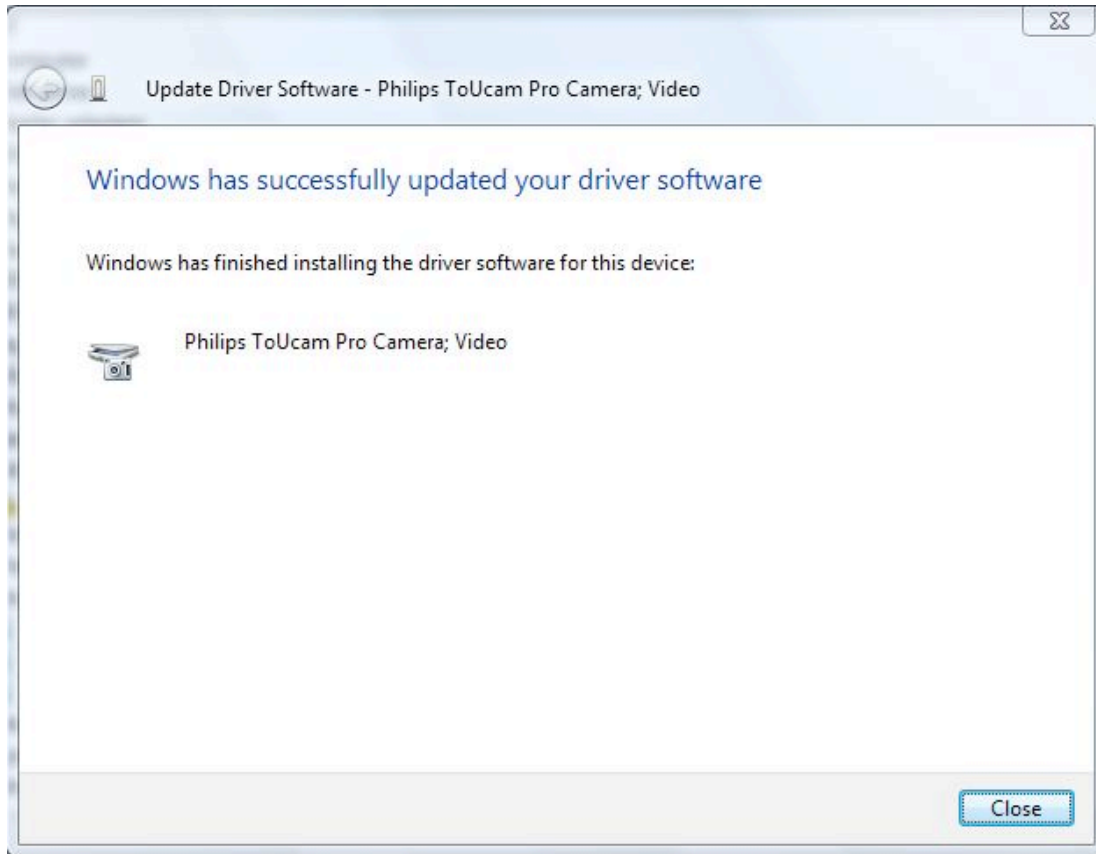 Update Driver Software - Philips ToUcam Pro Camera; Video
Windows has successfully updated your driver software
Windows has finished installing the driver software for this device:
Philips ToUcam Pro Camera; Video
Close